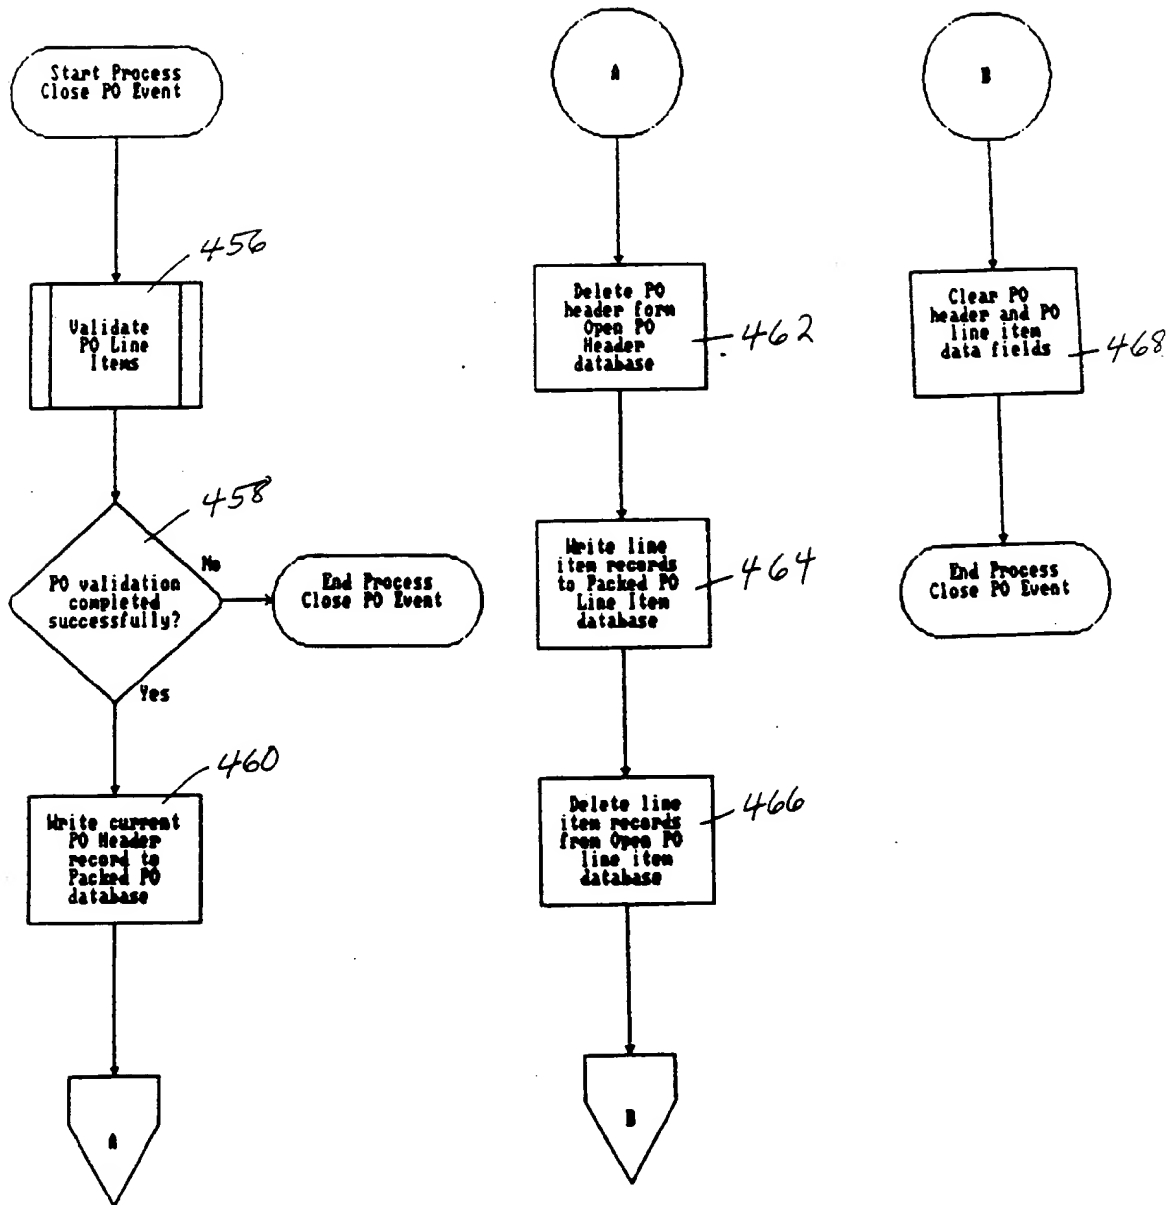 Start Process
Close PO Event
456
Validate
PO Line
Items
458
No
PO validation
completed
successfully?
End Process
Close PO Event
Yes
460
Write current
PO Header
record to
Packed PO
database
A
A
Delete PO
header form
Open PO
Header
database
462
Write line
item records
to Packed PO
Line Item
database
464
Delete line
item records
from Open PO
line item
database
466
B
B
Clear PO
header and PO
line item
data fields
468
End Process
Close PO Event